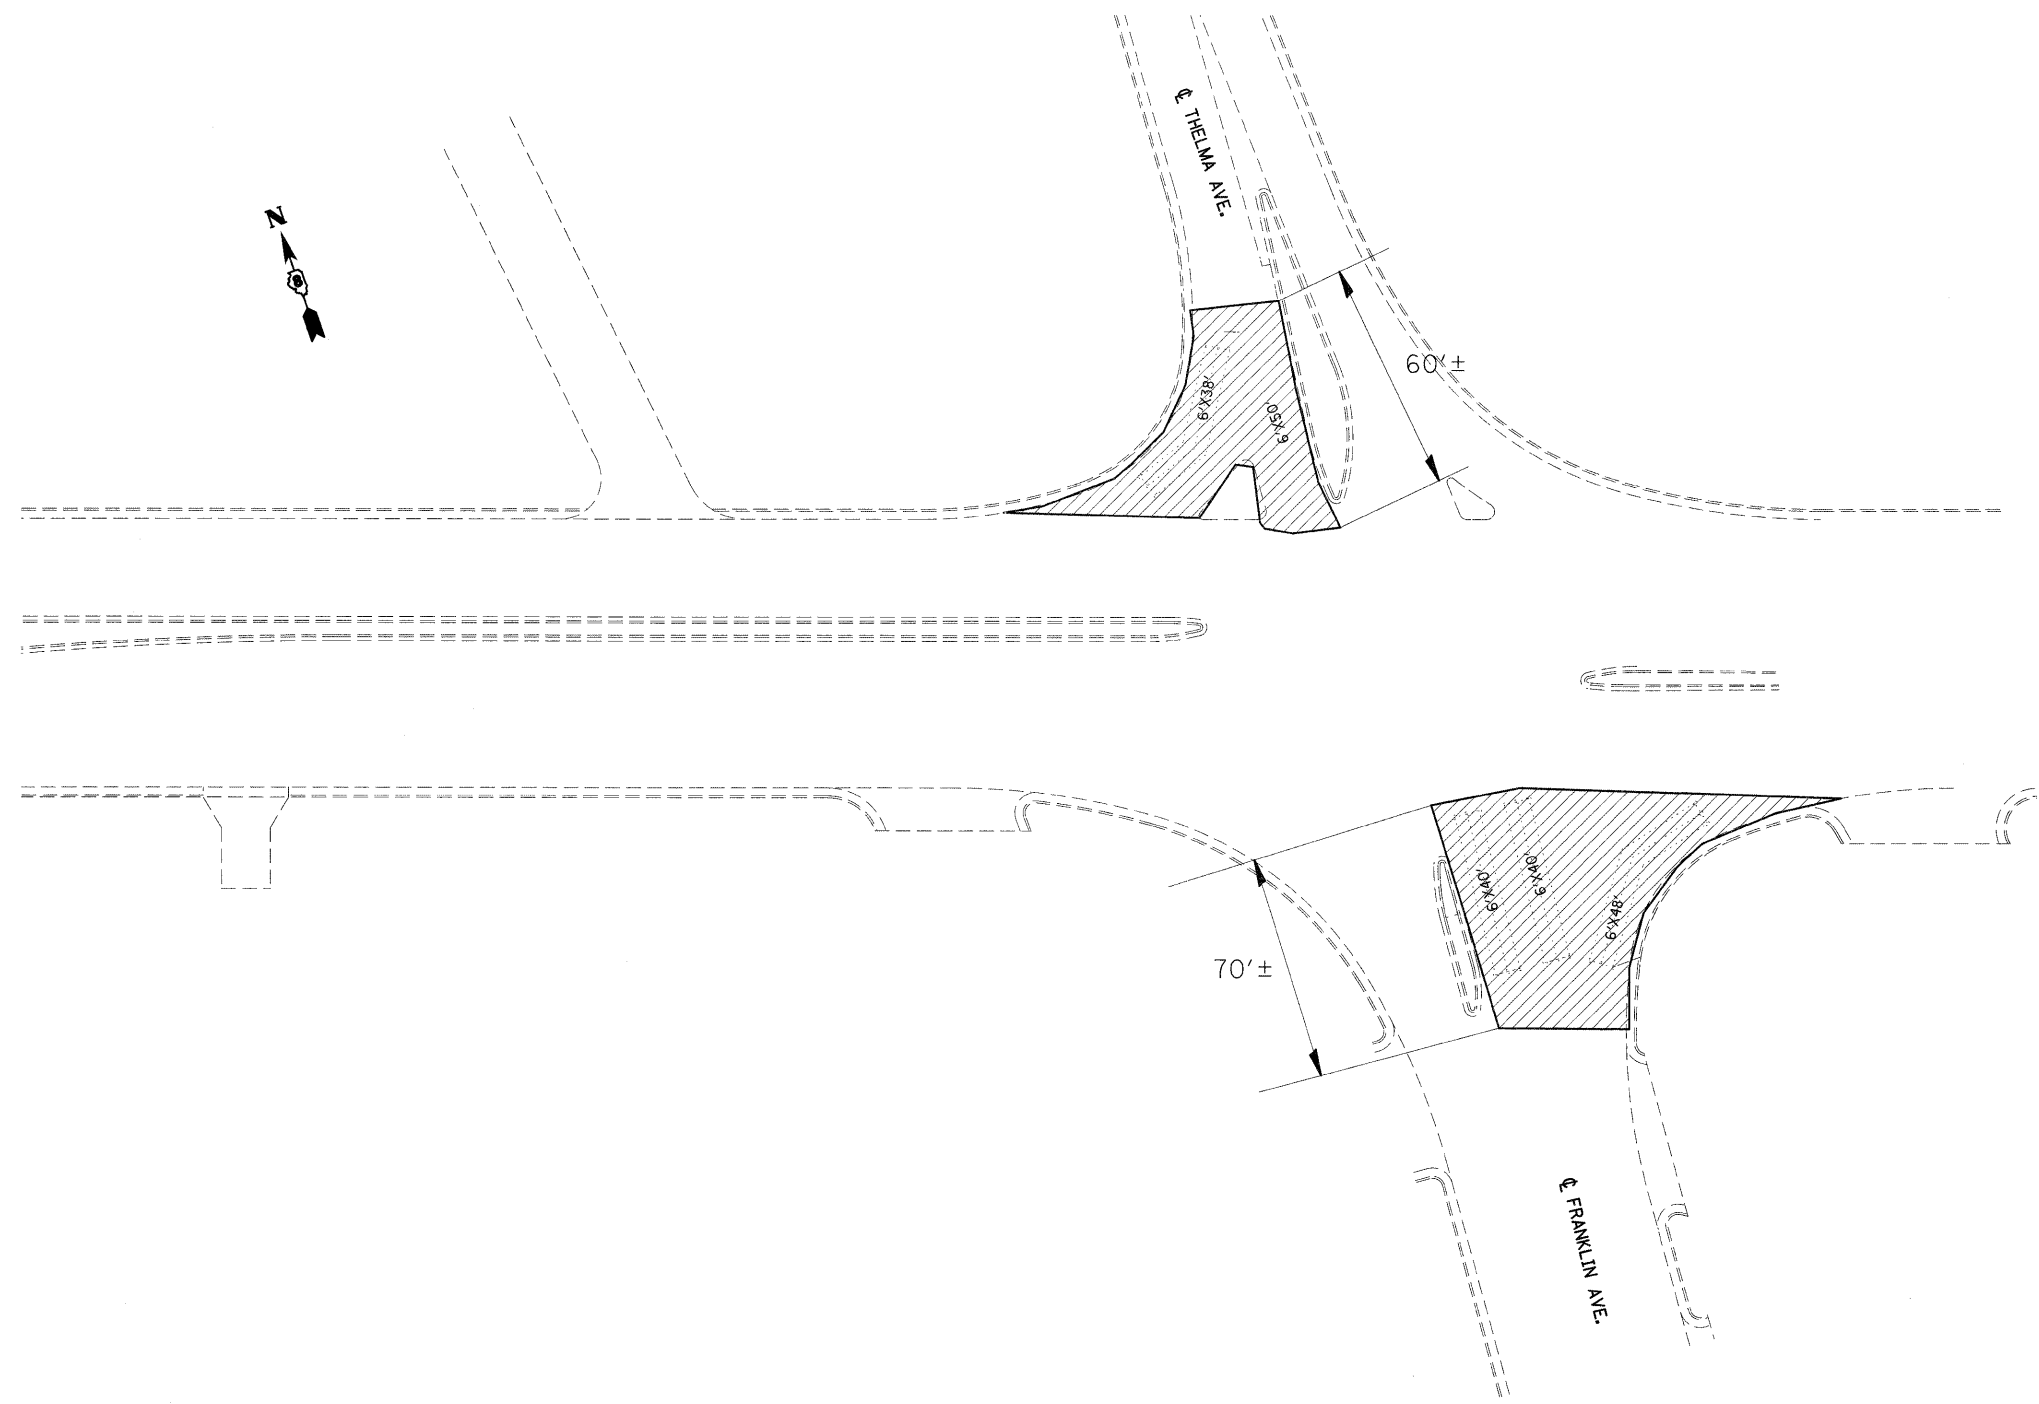 ℄ THELMA AVE.
N
60'±
6'X38'
6'X50'
6'X40'
6'X40'
6'X48'
70'±
℄ FRANKLIN AVE.